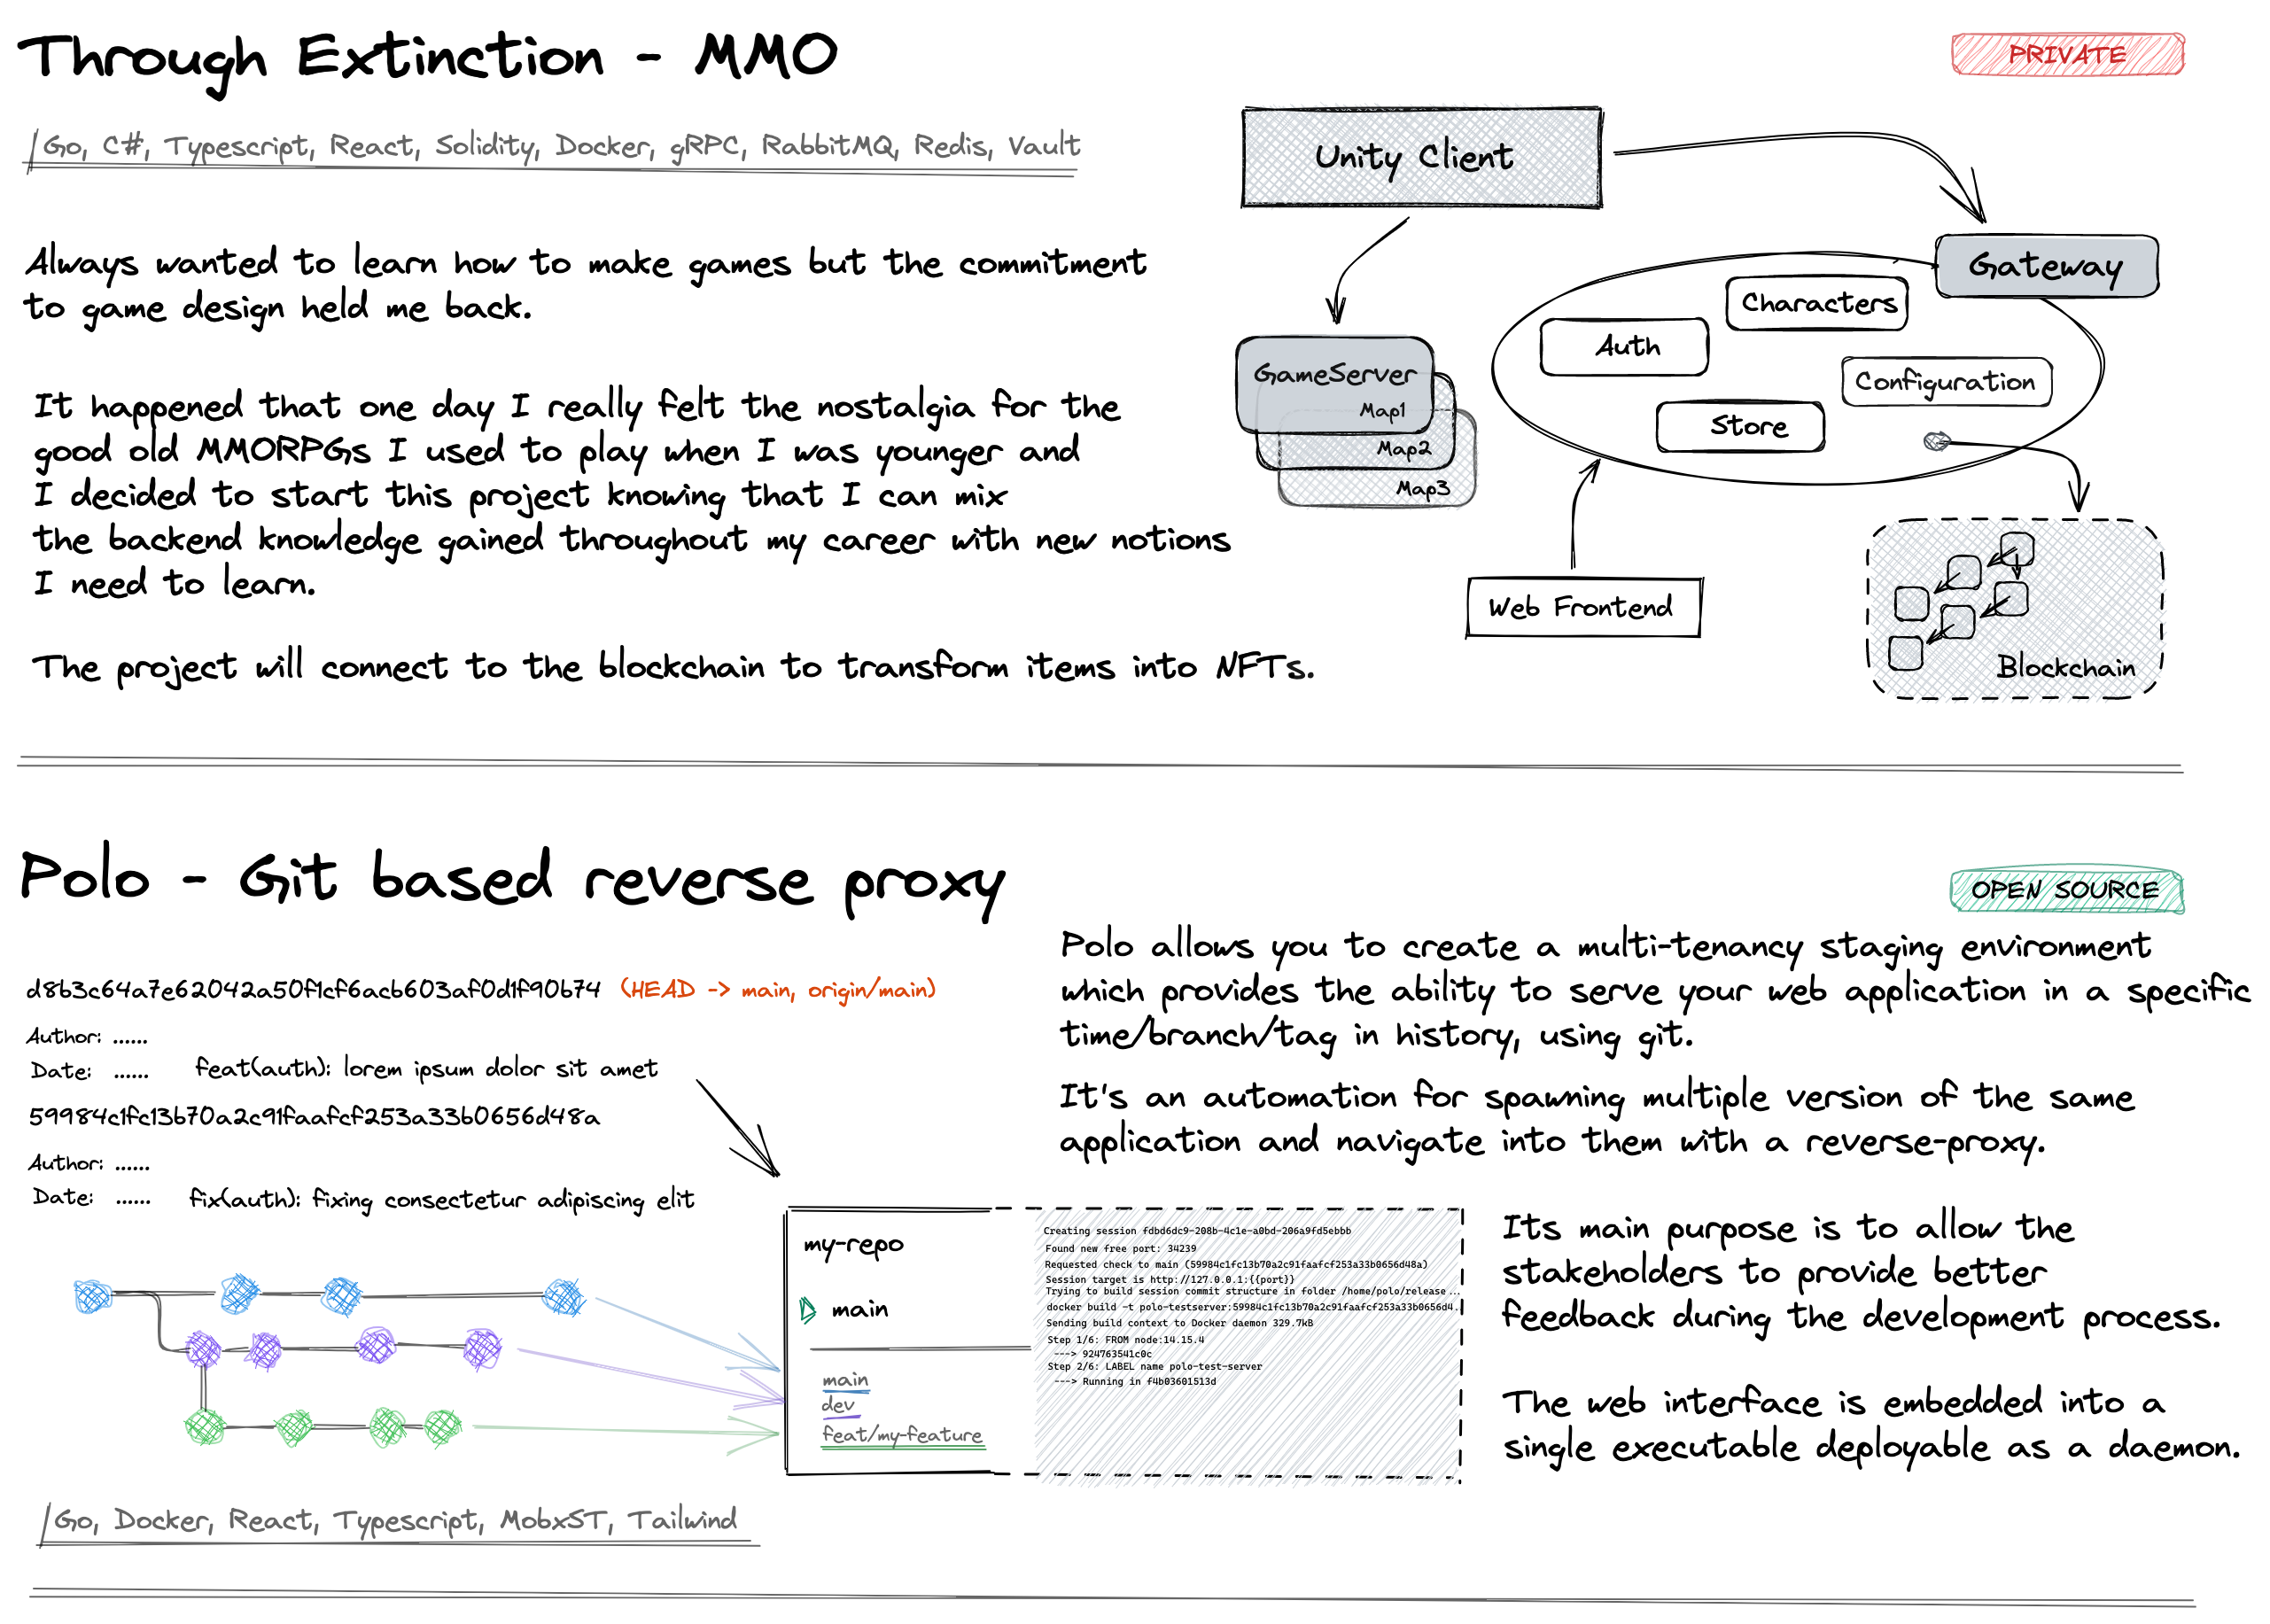 Through Extinction - MMO
PRIVATE
Go, C#, Typescript, React, Solidity, Docker, gRPC, RabbitMQ, Redis, Vault
Always wanted to learn how to make games but the commitment
to game design held me back.
It happened that one day I really felt the nostalgia for the
good old MMORPGs I used to play when I was younger and
I decided to start this project knowing that I can mix
the backend knowledge gained throughout my career with new notions
I need to learn.
The project will connect to the blockchain to transform items into NFTs.
Unity Client
Gateway
Characters
Auth
Configuration
Store
GameServer
Map1
Map2
Map3
Web Frontend
Blockchain
Polo - Git based reverse proxy
OPEN SOURCE
d8b3c64a7e62042a50f1cf6acb603af0d1f90b74 (HEAD -> main, origin/main)
Author: ......
Date: ...... feat(auth): lorem ipsum dolor sit amet
59984c1fc13b70a2c91faafcf253a33b0656d48a
Author: ......
Date: ...... fix(auth): fixing consectetur adipiscing elit
Polo allows you to create a multi-tenancy staging environment
which provides the ability to serve your web application in a specific
time/branch/tag in history, using git.
It's an automation for spawning multiple version of the same
application and navigate into them with a reverse-proxy.
my-repo
main
main
dev
feat/my-feature
Creating session fdbd6dc9-208b-4c1e-a0bd-206a9fd5ebbb
Found new free port: 34239
Requested check to main (59984c1fc13b70a2c91faafcf253a33b0656d48a)
Session target is http://127.0.0.1:{{port}}
Trying to build session commit structure in folder /home/polo/release...
docker build -t polo-testserver:59984c1fc13b70a2c91faafcf253a33b0656d4.
Sending build context to Docker daemon 329.7kB
Step 1/6: FROM node:14.15.4
---> 924763541c0c
Step 2/6: LABEL name polo-test-server
---> Running in f4b03601513d
Its main purpose is to allow the
stakeholders to provide better
feedback during the development process.
The web interface is embedded into a
single executable deployable as a daemon.
Go, Docker, React, Typescript, MobxST, Tailwind